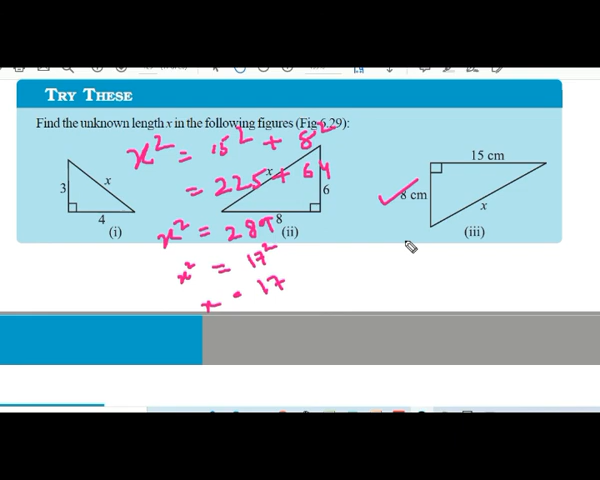 TRY THESE
Find the unknown length x in the following figures (Fig 6.29):
x² = 15² + 8²
= 225 + 64
x² = 289
x² = 17²
x = 17
3
x
4
(i)
x
6
8
(ii)
15 cm
8 cm
x
(iii)